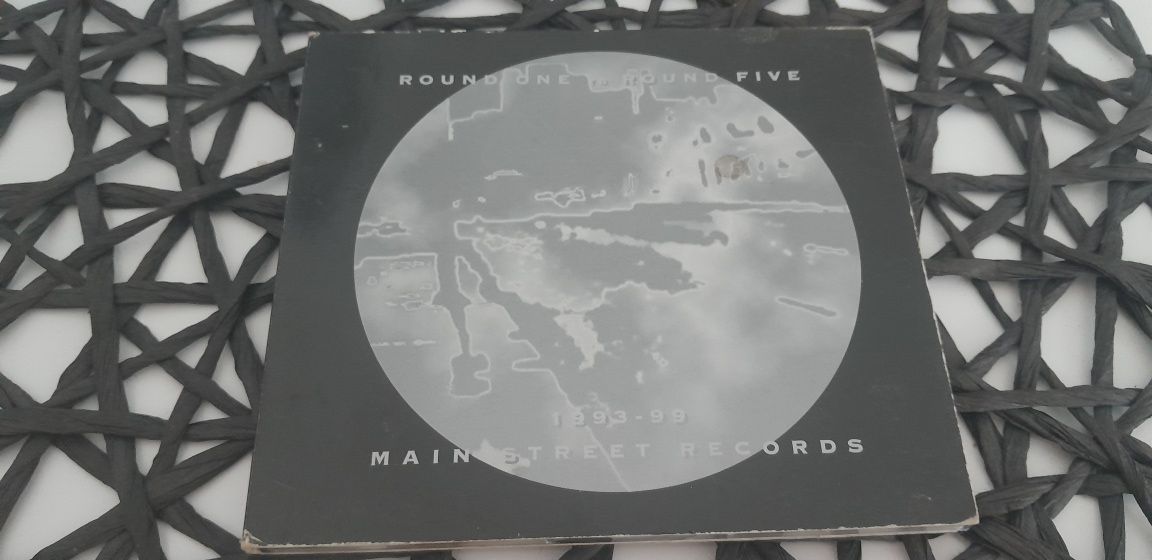 ROUND ONE TO ROUND FIVE
1993-99
MAIN STREET RECORDS